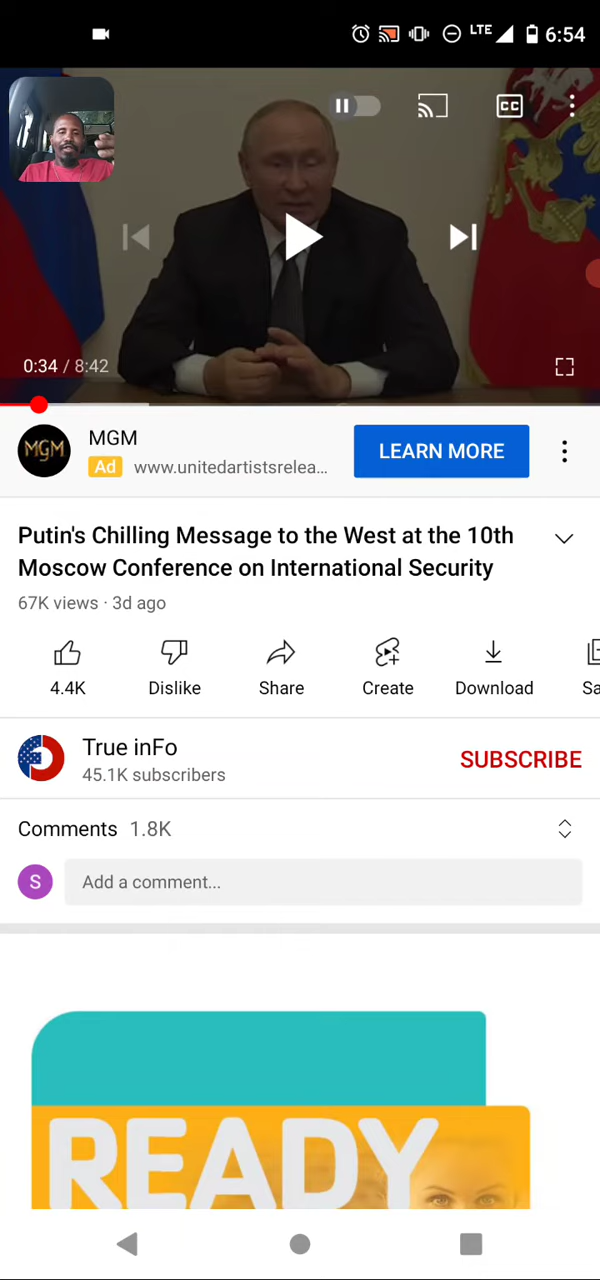 LTE 6:54
CC
0:34 / 8:42
MGM
MGM
LEARN MORE
Ad www.unitedartistsrelea...
Putin's Chilling Message to the West at the 10th
Moscow Conference on International Security
67K views · 3d ago
4.4K Dislike Share Create Download Sa
True inFo
45.1K subscribers
SUBSCRIBE
Comments 1.8K
S Add a comment...
READY